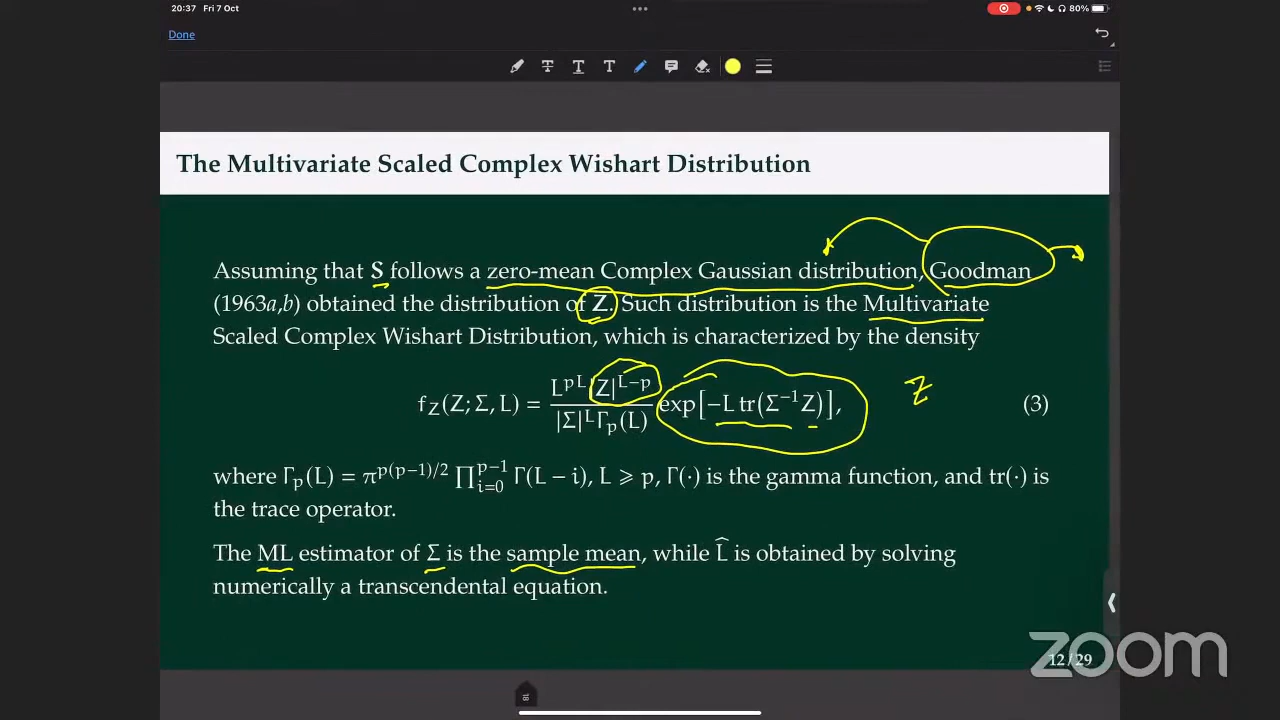 20:37 Fri 7 Oct
80%
Done
The Multivariate Scaled Complex Wishart Distribution
Assuming that S follows a zero-mean Complex Gaussian distribution, Goodman
(1963a,b) obtained the distribution of Z. Such distribution is the Multivariate
Scaled Complex Wishart Distribution, which is characterized by the density
f_Z(Z; Σ, L) = L^{pL}|Z|^{L−p} / |Σ|^L Γ_p(L) exp[−L tr(Σ^{−1}Z)], (3)
Z
where Γ_p(L) = π^{p(p−1)/2} ∏_{i=0}^{p−1} Γ(L − i), L ⩾ p, Γ(·) is the gamma function, and tr(·) is
the trace operator.
The ML estimator of Σ is the sample mean, while L̂ is obtained by solving
numerically a transcendental equation.
12/29
zoom
18